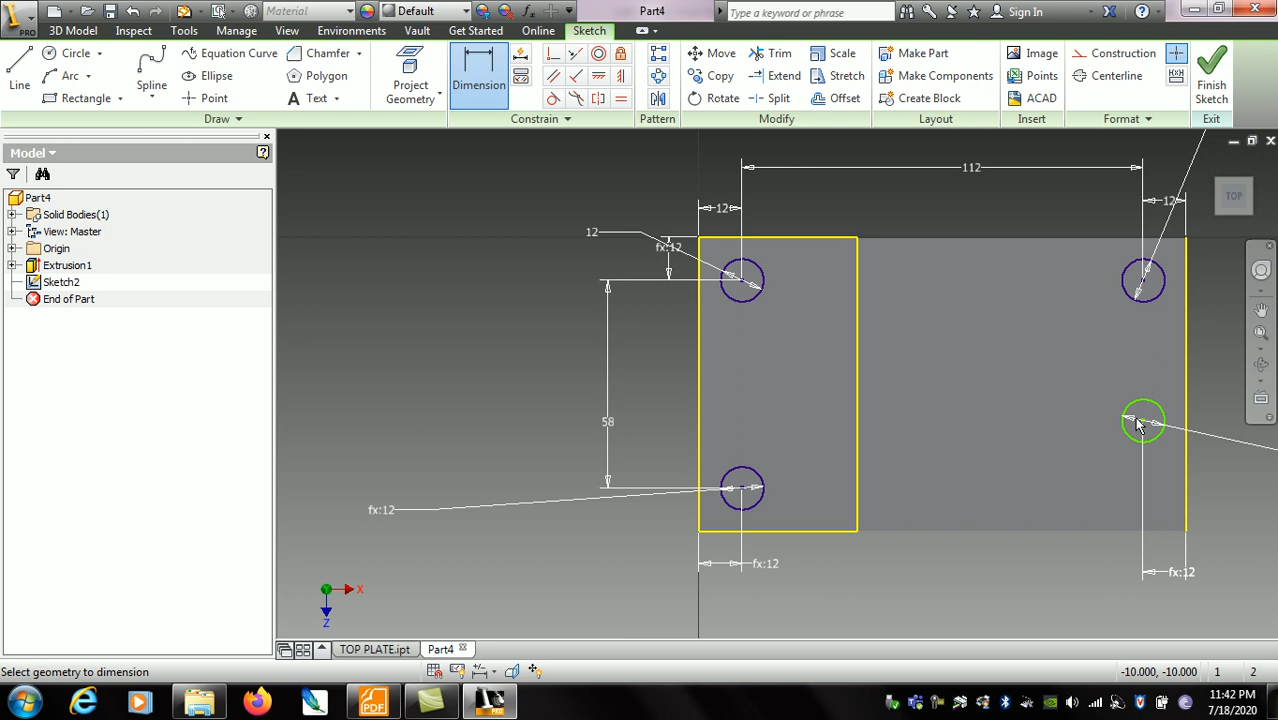 Material
Default
Part4
Type a keyword or phrase
Sign In
PRO
3D Model
Inspect
Tools
Manage
View
Environments
Vault
Get Started
Online
Sketch
Line
Circle
Arc
Rectangle
Spline
Equation Curve
Ellipse
Point
Chamfer
Polygon
Text
Project
Geometry
Dimension
Move
Copy
Rotate
Trim
Extend
Split
Scale
Stretch
Offset
Make Part
Make Components
Create Block
Image
Points
ACAD
Construction
Centerline
Finish
Sketch
Draw
Constrain
Pattern
Modify
Layout
Insert
Format
Exit
Model
Part4
Solid Bodies(1)
View: Master
Origin
Extrusion1
Sketch2
End of Part
112
12
12
12
fx:12
58
fx:12
fx:12
fx:12
TOP
X
Z
TOP PLATE.ipt
Part4
Select geometry to dimension
-10.000, -10.000
1
2
PRO
PDF
11:42 PM
7/18/2020